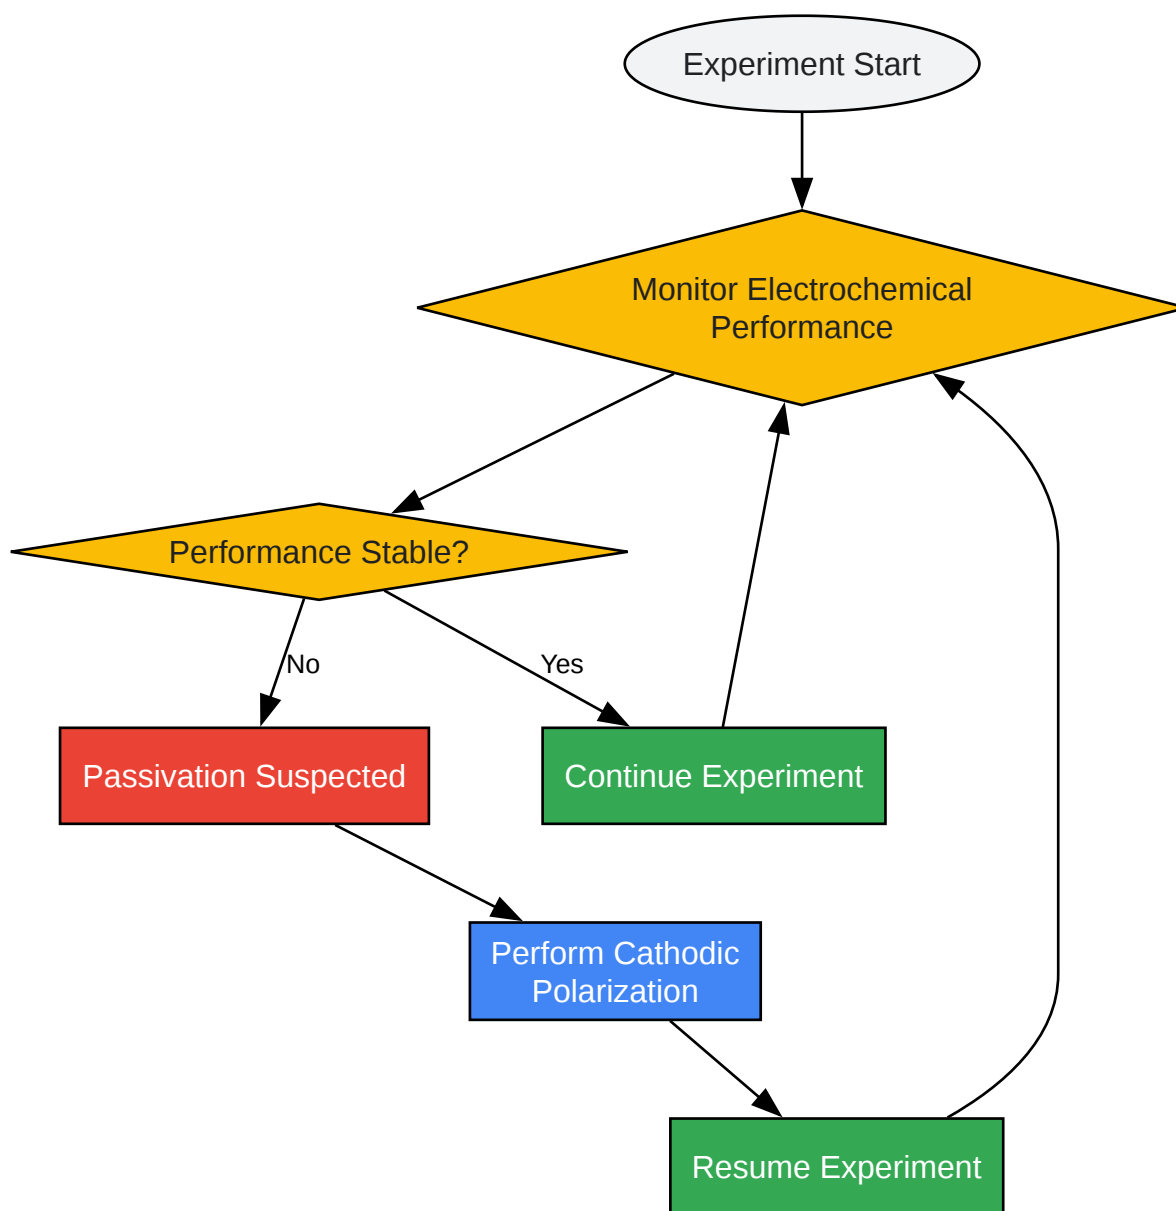 Experiment Start
Monitor Electrochemical
Performance
Performance Stable?
No
Yes
Passivation Suspected
Continue Experiment
Perform Cathodic
Polarization
Resume Experiment